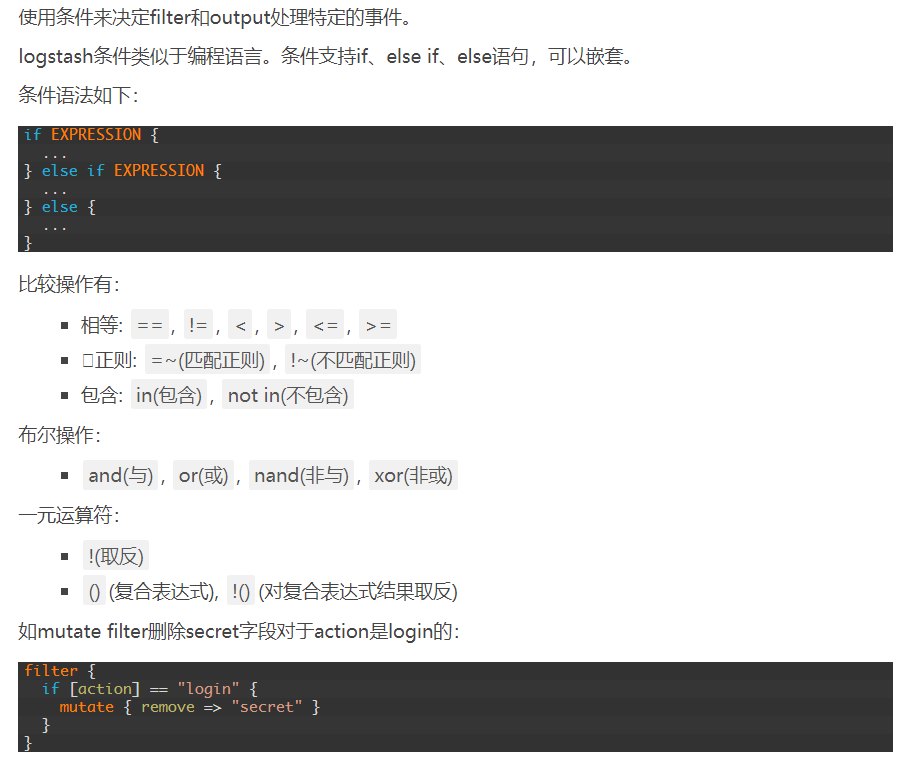 使用条件来决定filter和output处理特定的事件。
logstash条件类似于编程语言。条件支持if、else if、else语句，可以嵌套。
条件语法如下：
if EXPRESSION {
  ...
} else if EXPRESSION {
  ...
} else {
  ...
}
比较操作有：
▪ 相等: ==, !=, <, >, <=, >=
▪ 正则: =~(匹配正则), !~(不匹配正则)
▪ 包含: in(包含), not in(不包含)
布尔操作：
▪ and(与), or(或), nand(非与), xor(非或)
一元运算符：
▪ !(取反)
▪ ()(复合表达式), !()(对复合表达式结果取反)
如mutate filter删除secret字段对于action是login的：
filter {
  if [action] == "login" {
    mutate { remove => "secret" }
  }
}